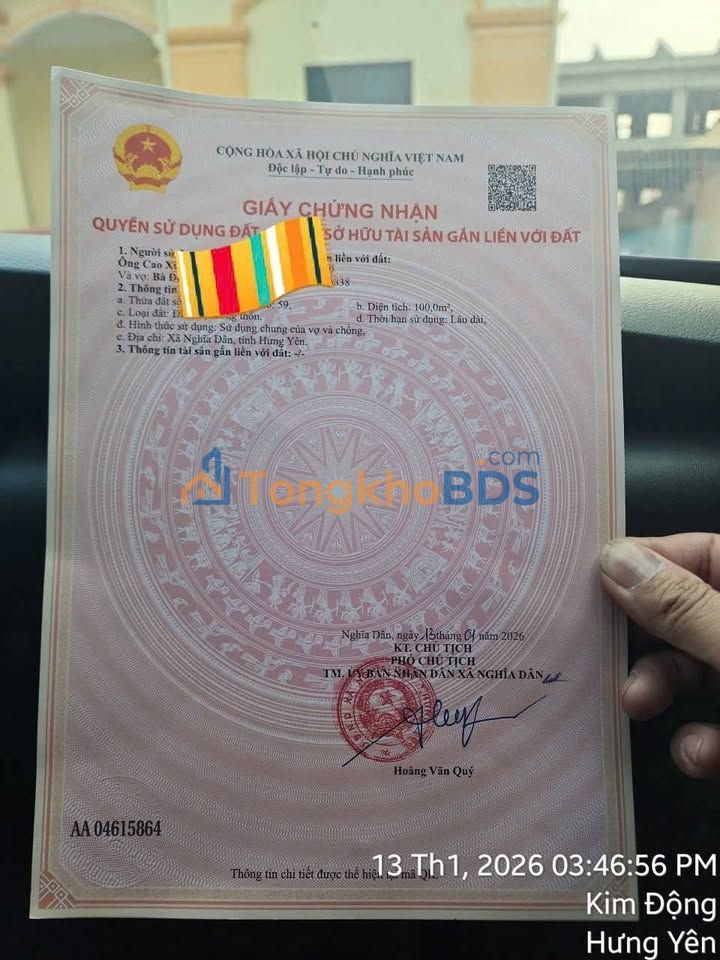 CỘNG HÒA XÃ HỘI CHỦ NGHĨA VIỆT NAM
Độc lập - Tự do - Hạnh phúc
GIẤY CHỨNG NHẬN
QUYỀN SỬ DỤNG ĐẤT, SỞ HỮU TÀI SẢN GẮN LIỀN VỚI ĐẤT
1. Người liền với đất:
Ông Cao
Và vợ: Bà 0838
2. Thông tin
a. Thửa đất số 59, b. Diện tích: 100,0m²,
c. Loại đất: thôn, d. Thời hạn sử dụng: Lâu dài,
đ. Hình thức sử dụng: Sử dụng chung của vợ và chồng,
e. Địa chỉ: Xã Nghĩa Dân, tỉnh Hưng Yên.
3. Thông tin tài sản gắn liền với đất: -/-
TongkhoBDS.com
Nghĩa Dân, ngày 13 tháng 01 năm 2026
KT. CHỦ TỊCH
PHÓ CHỦ TỊCH
TM. ỦY BAN NHÂN DÂN XÃ NGHĨA DÂN
Hoàng Văn Quý
AA 04615864
Thông tin chi tiết được thể hiện tại mã QR.
13 Th1, 2026 03:46:56 PM
Kim Động
Hưng Yên